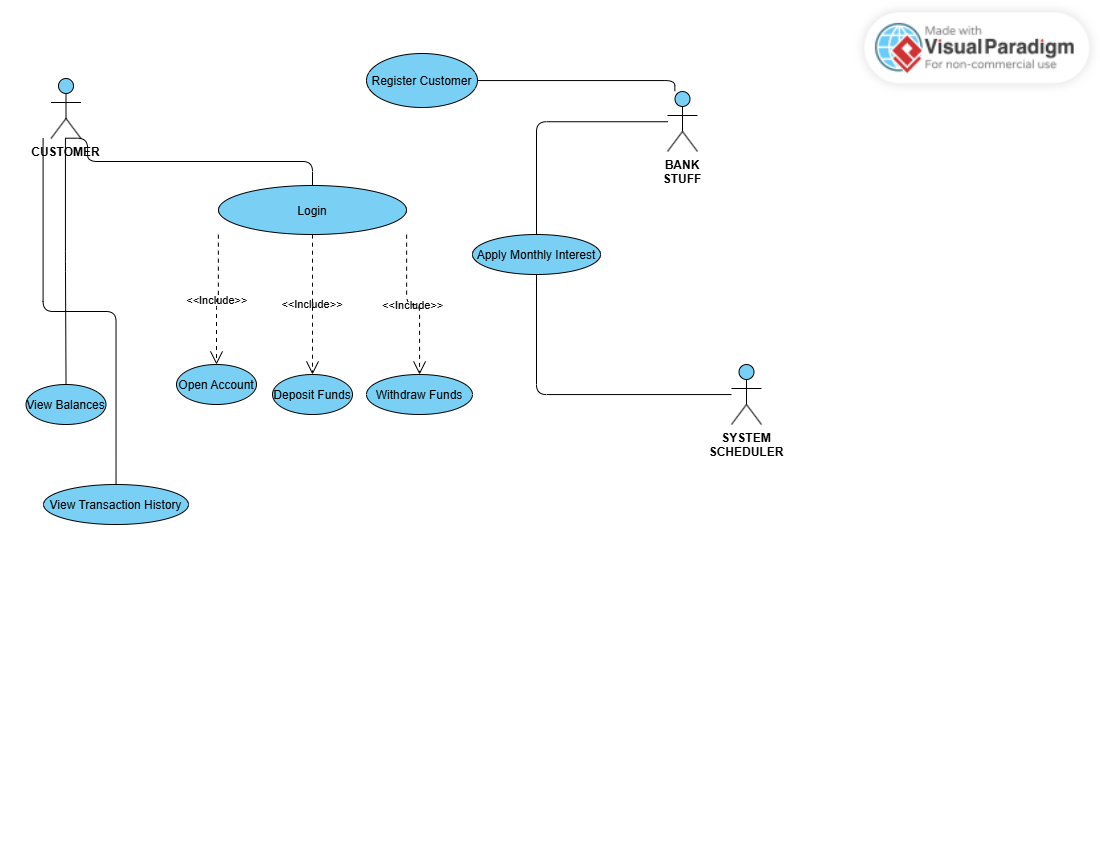 Made with
Visual Paradigm
For non-commercial use
Register Customer
CUSTOMER
BANK
STUFF
Login
Apply Monthly Interest
<<Include>>
<<Include>>
<<Include>>
Open Account
Deposit Funds
Withdraw Funds
View Balances
SYSTEM
SCHEDULER
View Transaction History